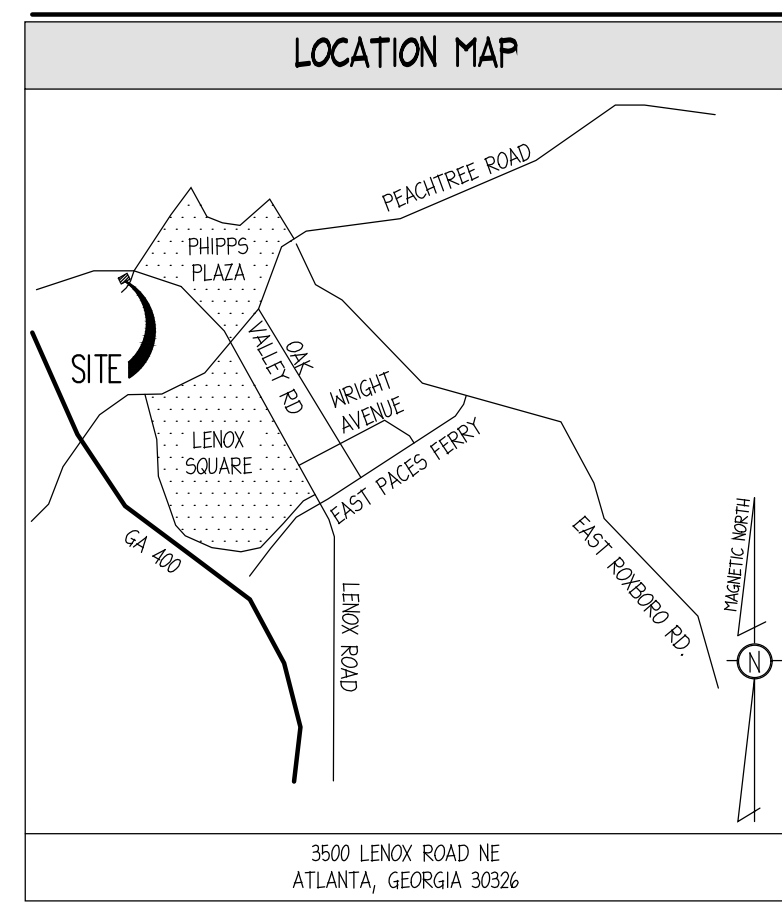 LOCATION MAP
PEACHTREE ROAD
PHIPPS
PLAZA
SITE
VALLEY RD
OAK
WRIGHT
AVENUE
LENOX
SQUARE
EAST PACES FERRY
GA 400
EAST ROXBORO RD.
MAGNETIC NORTH
LENOX ROAD
N
3500 LENOX ROAD NE
ATLANTA, GEORGIA 30326